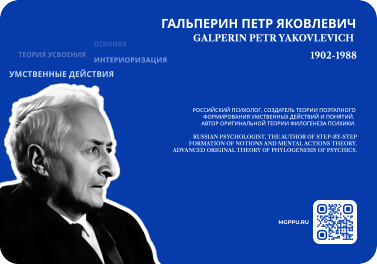 ГАЛЬПЕРИН ПЕТР ЯКОВЛЕВИЧ
GALPERIN PETR YAKOVLEVICH
1902-1988
ПСИХИКА
ТЕОРИЯ УСВОЕНИЯ
ИНТЕРИОРИЗАЦИЯ
УМСТВЕННЫЕ ДЕЙСТВИЯ
РОССИЙСКИЙ ПСИХОЛОГ, СОЗДАТЕЛЬ ТЕОРИИ ПОЭТАПНОГО
ФОРМИРОВАНИЯ УМСТВЕННЫХ ДЕЙСТВИЙ И ПОНЯТИЙ.
АВТОР ОРИГИНАЛЬНОЙ ТЕОРИИ ФИЛОГЕНЕЗА ПСИХИКИ.
RUSSIAN PSYCHOLOGIST, THE AUTHOR OF STEP-BY-STEP
FORMATION OF NOTIONS AND MENTAL ACTIONS THEORY.
ADVANCED ORIGINAL THEORY OF PHYLOGENESIS OF PSYCHICS.
MGPPU.RU